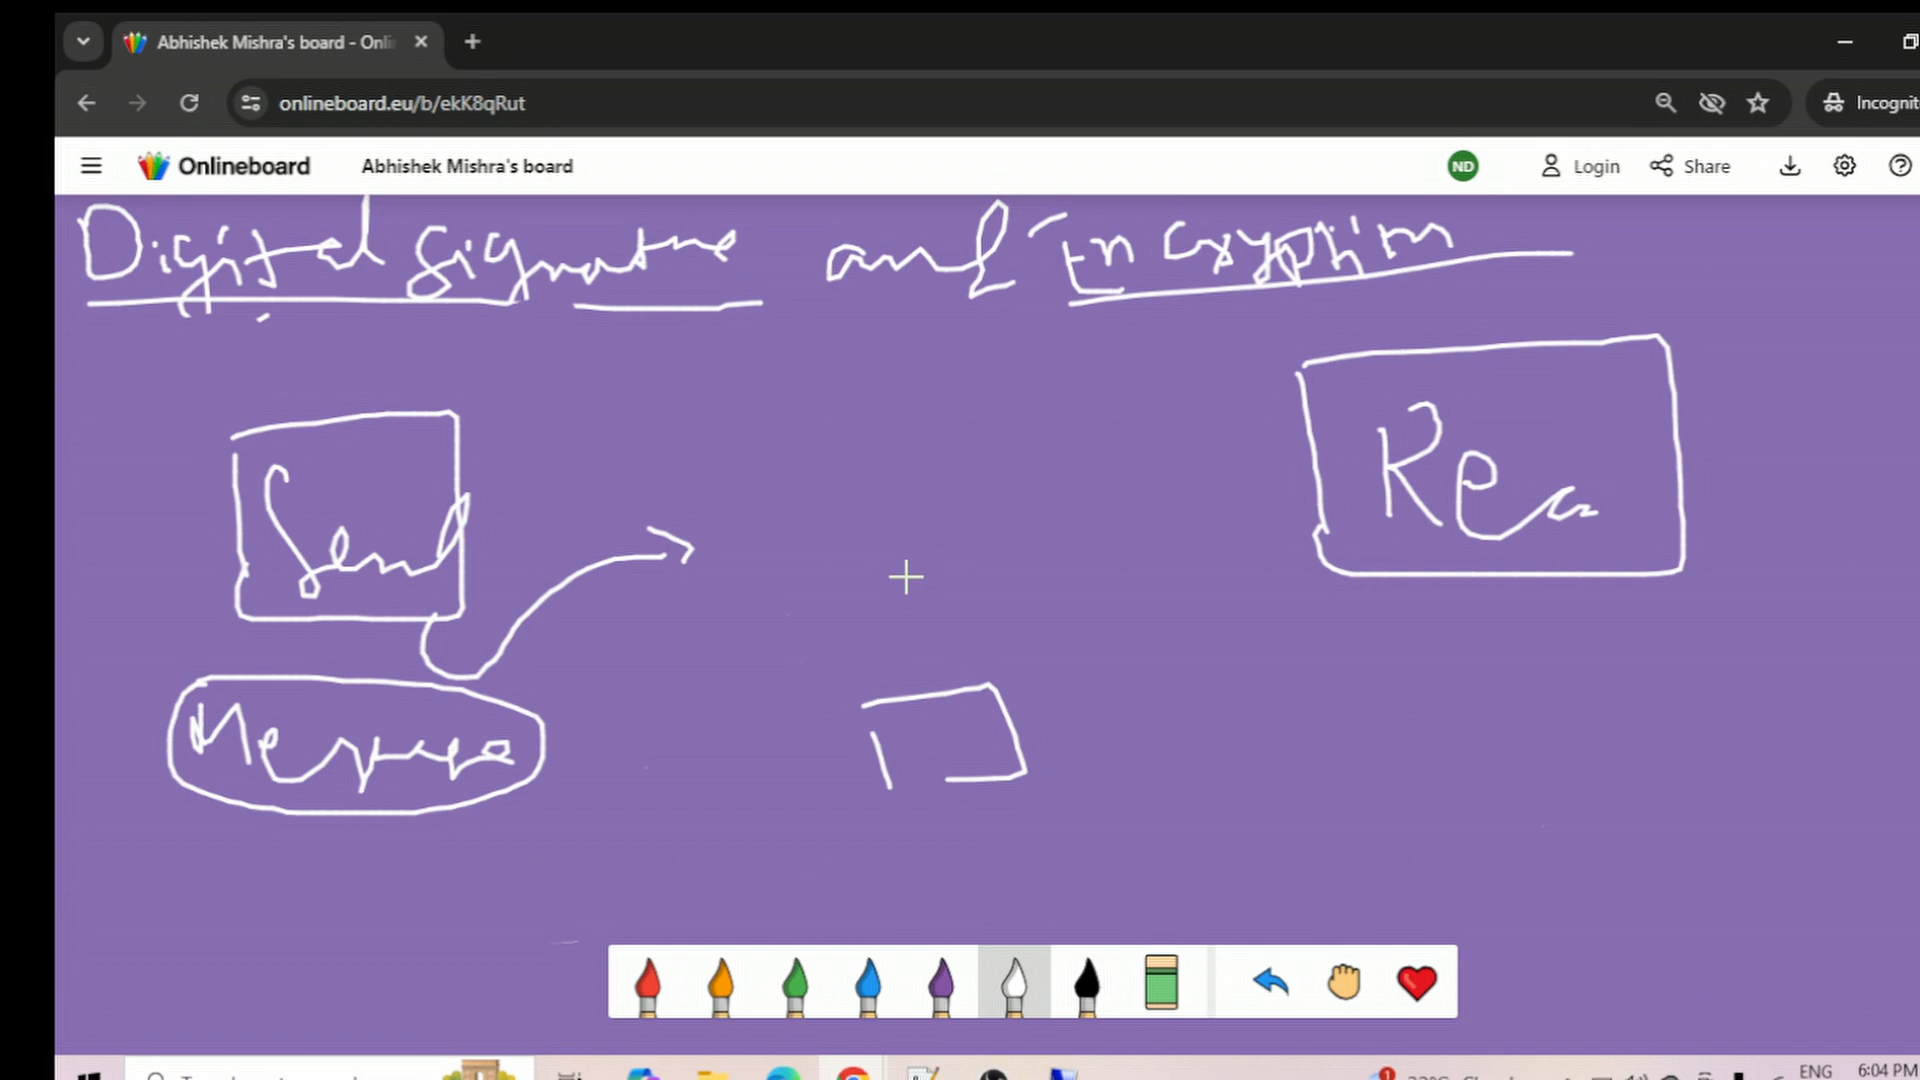 Abhishek Mishra's board - Onli
onlineboard.eu/b/ekK8qRut
Incognit
Onlineboard
Abhishek Mishra's board
ND
Login
Share
Digital Signature and Encryption
Send
Rec
Message
1
ENG
6:04 PM